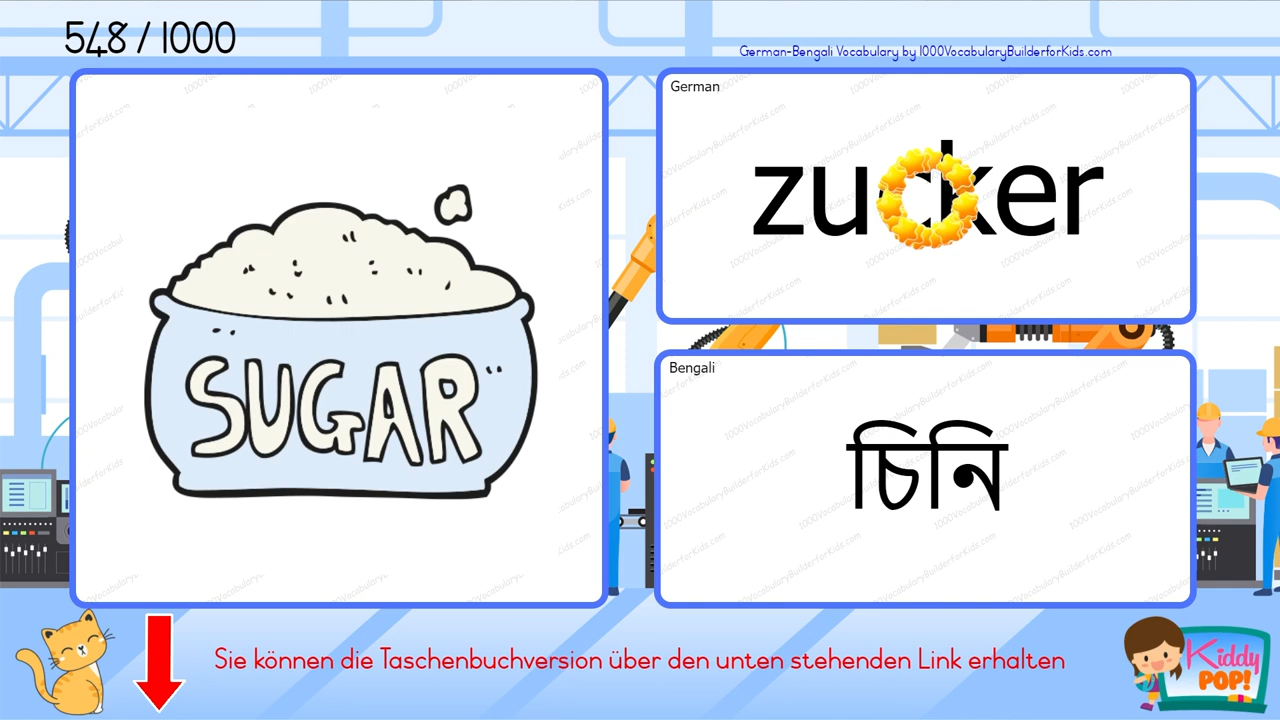 548 / 1000
German-Bengali Vocabulary by 1000VocabularyBuilderforKids.com
SUGAR
German
zucker
Bengali
চিনি
Sie können die Taschenbuchversion über den unten stehenden Link erhalten
Kiddy
POP!